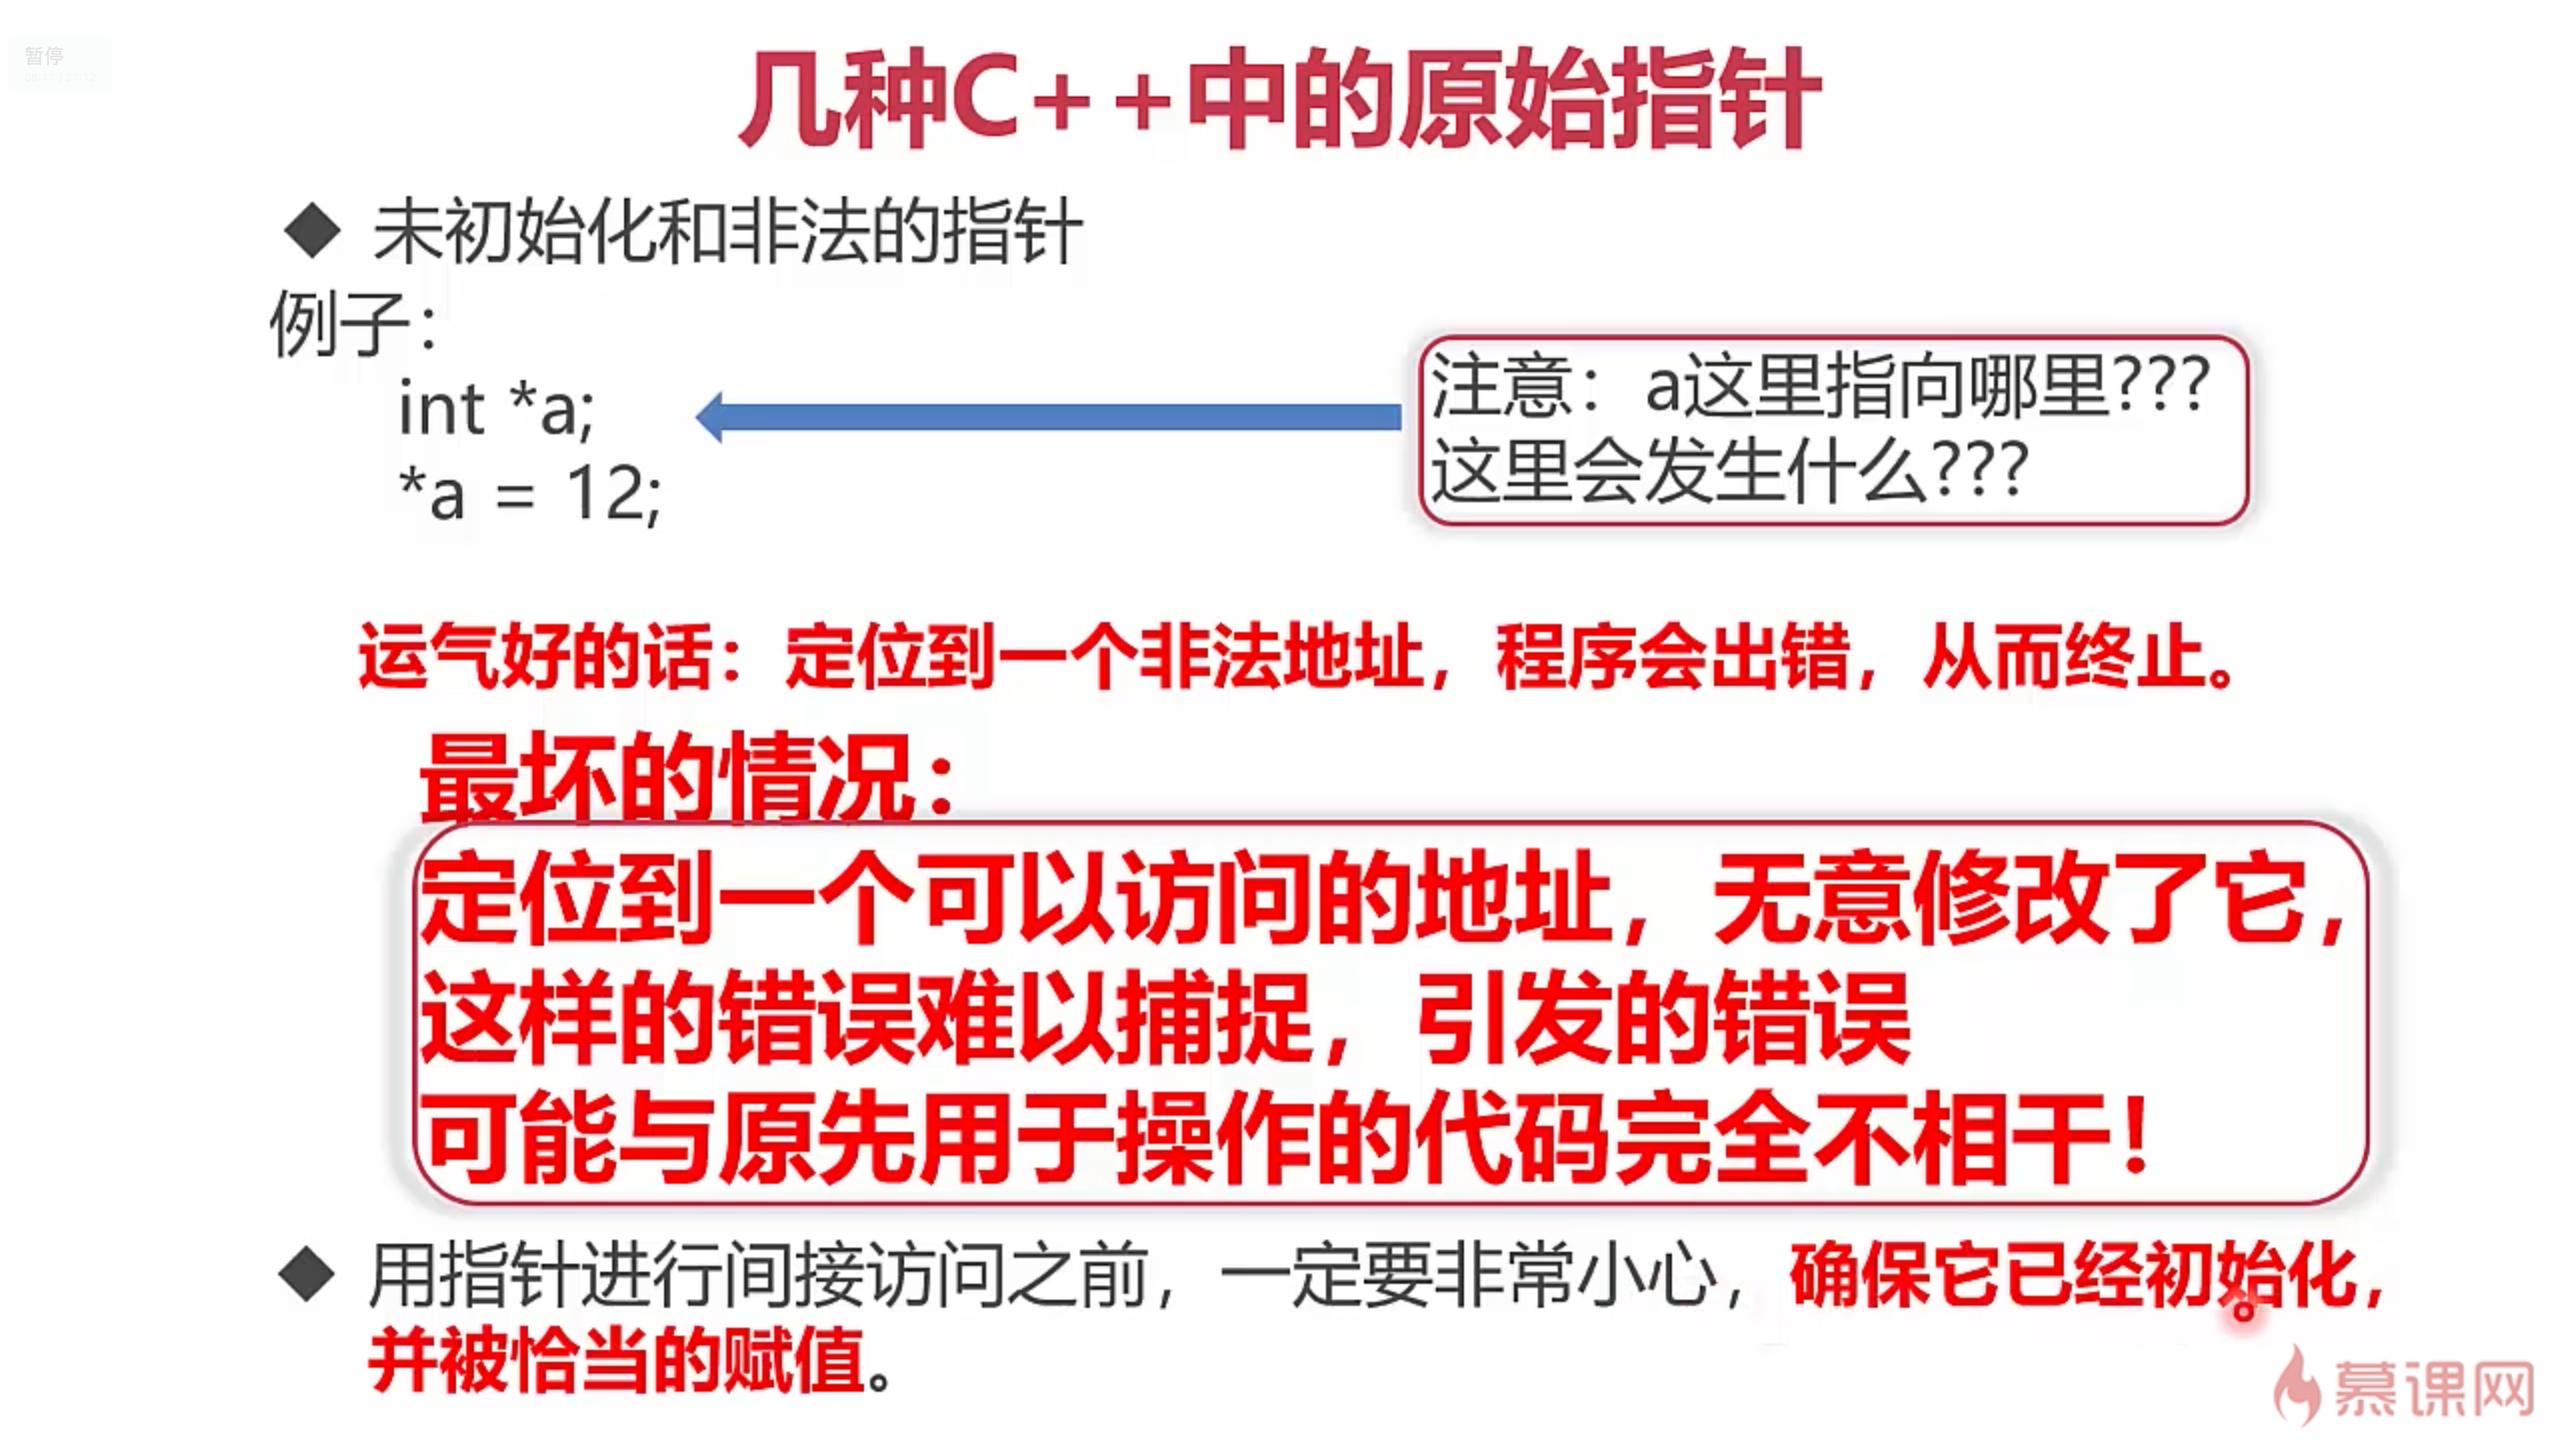 暂停
几种C++中的原始指针
◆ 未初始化和非法的指针
例子：
int *a;
*a = 12;
注意：a这里指向哪里???
这里会发生什么???
运气好的话：定位到一个非法地址，程序会出错，从而终止。
最坏的情况：
定位到一个可以访问的地址，无意修改了它，
这样的错误难以捕捉，引发的错误
可能与原先用于操作的代码完全不相干！
◆ 用指针进行间接访问之前，一定要非常小心，确保它已经初始化，
并被恰当的赋值。
慕课网